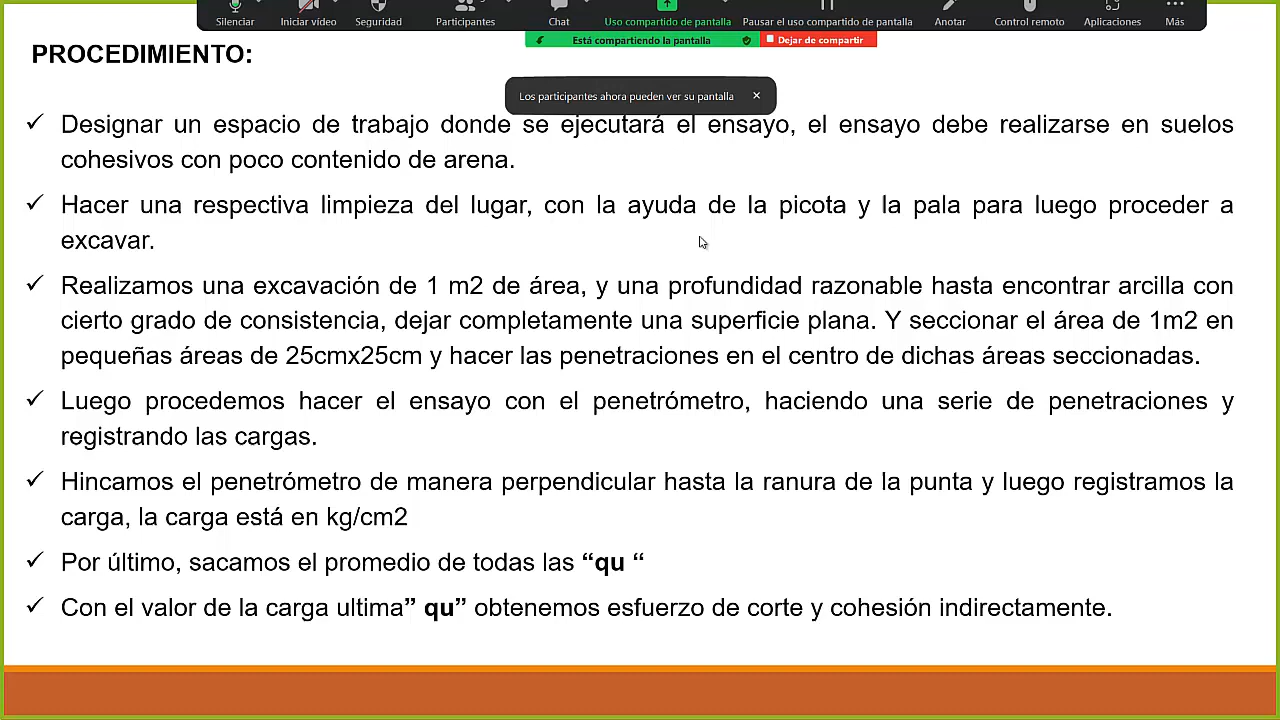 Silenciar Iniciar vídeo Seguridad Participantes Chat Uso compartido de pantalla Pausar el uso compartido de pantalla Anotar Control remoto Aplicaciones Más
Está compartiendo la pantalla Dejar de compartir
PROCEDIMIENTO:
Los participantes ahora pueden ver su pantalla
✓ Designar un espacio de trabajo donde se ejecutará el ensayo, el ensayo debe realizarse en suelos
cohesivos con poco contenido de arena.
✓ Hacer una respectiva limpieza del lugar, con la ayuda de la picota y la pala para luego proceder a
excavar.
✓ Realizamos una excavación de 1 m2 de área, y una profundidad razonable hasta encontrar arcilla con
cierto grado de consistencia, dejar completamente una superficie plana. Y seccionar el área de 1m2 en
pequeñas áreas de 25cmx25cm y hacer las penetraciones en el centro de dichas áreas seccionadas.
✓ Luego procedemos hacer el ensayo con el penetrómetro, haciendo una serie de penetraciones y
registrando las cargas.
✓ Hincamos el penetrómetro de manera perpendicular hasta la ranura de la punta y luego registramos la
carga, la carga está en kg/cm2
✓ Por último, sacamos el promedio de todas las “qu “
✓ Con el valor de la carga ultima” qu” obtenemos esfuerzo de corte y cohesión indirectamente.